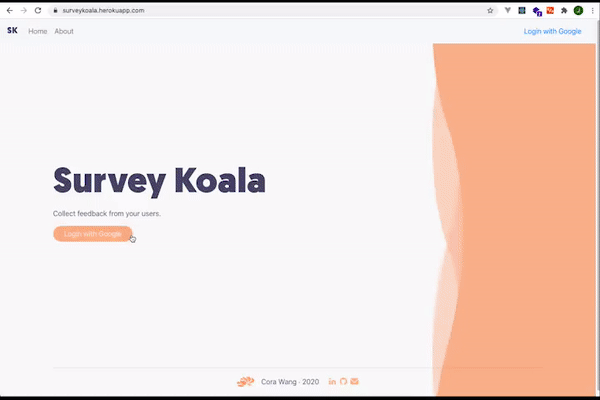 surveykoala.herokuapp.com
SK Home About Login with Google
Survey Koala
Collect feedback from your users.
Login with Google
Cora Wang · 2020